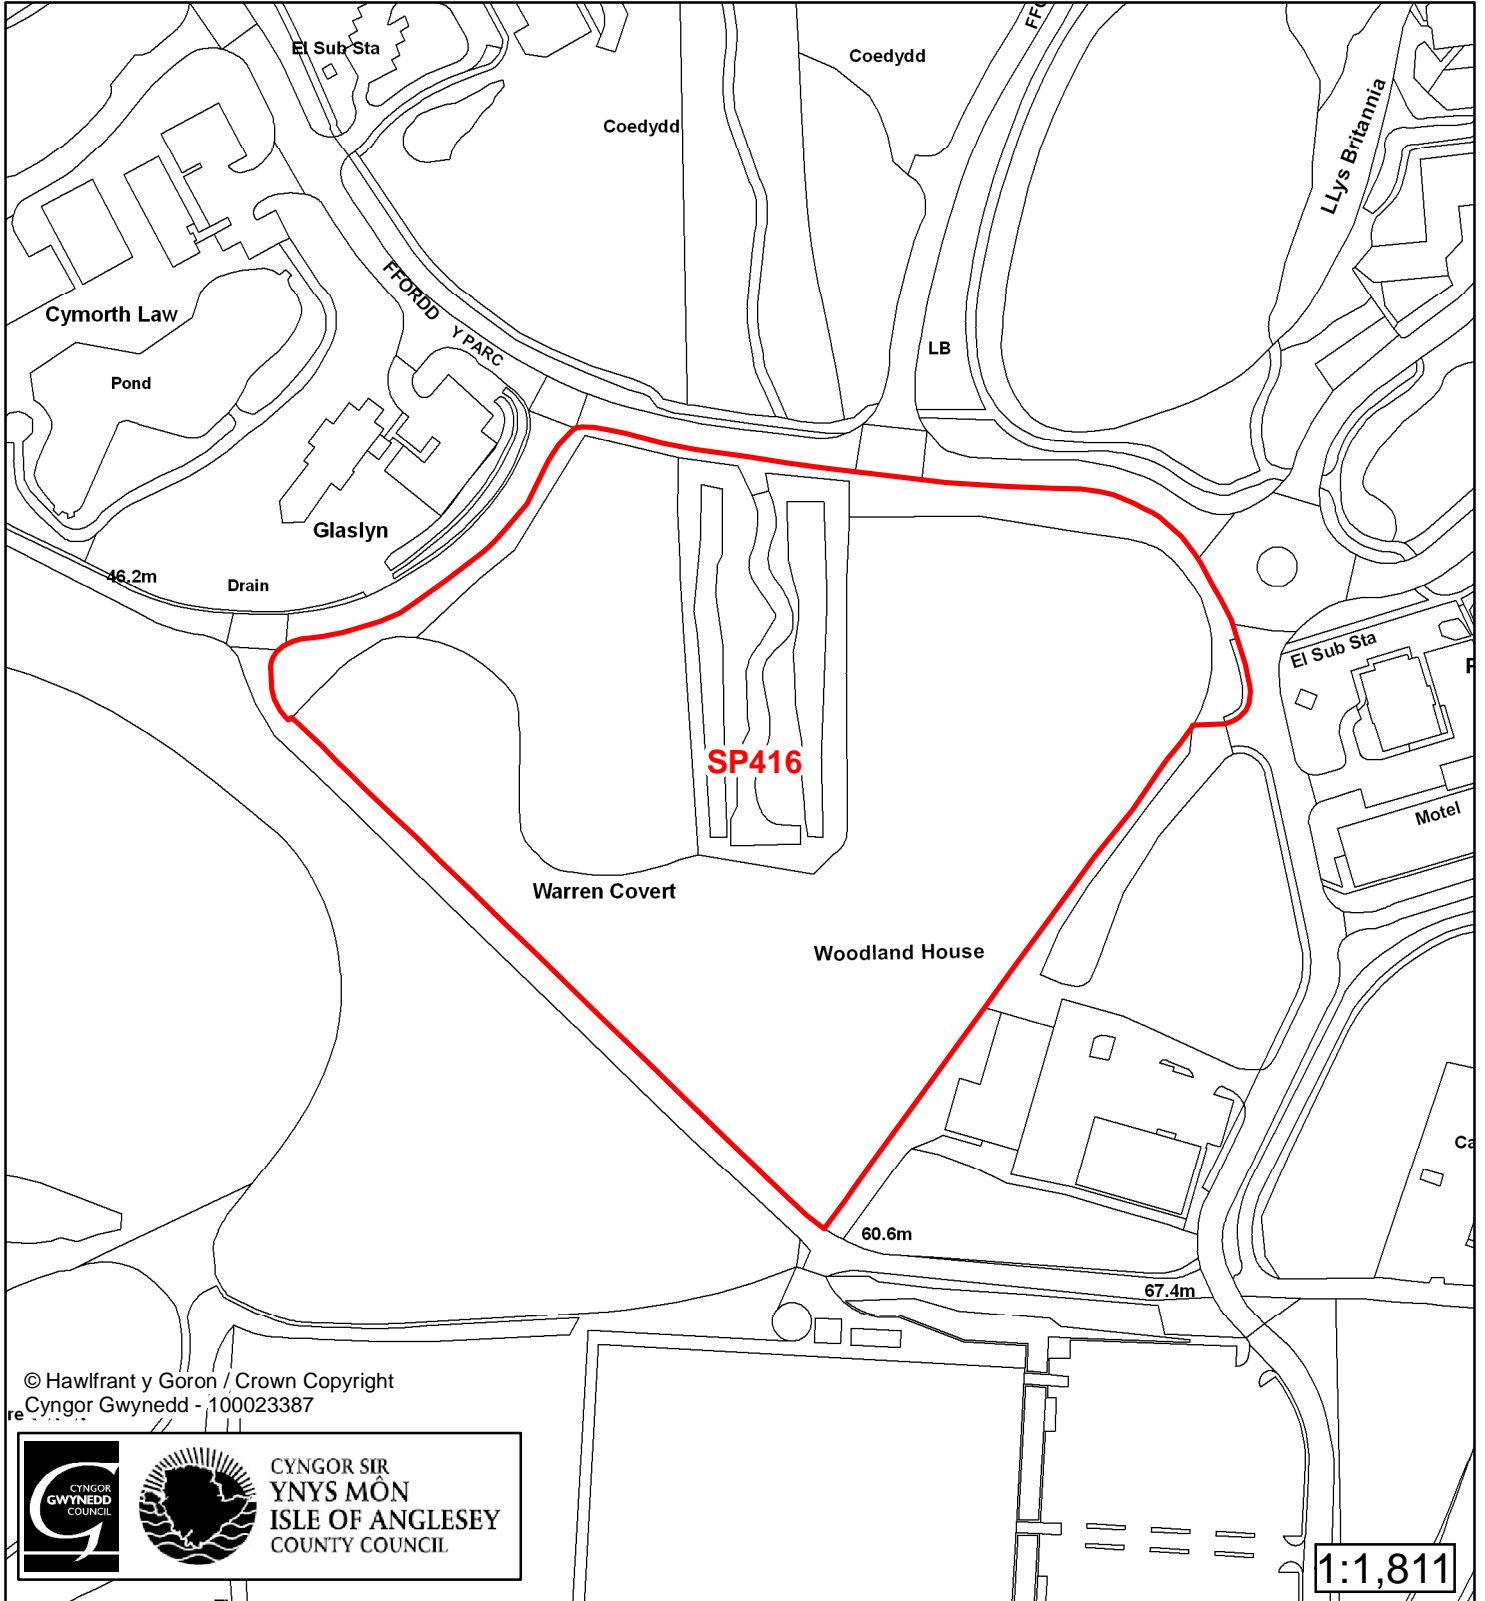 El Sub Sta
Coedydd
Coedydd
LLys Britannia
FFORDD Y PARC
Cymorth Law
LB
Pond
Glaslyn
46.2m
Drain
El Sub Sta
SP416
Motel
Warren Covert
Woodland House
60.6m
67.4m
© Hawlfraint y Goron / Crown Copyright
Cyngor Gwynedd - 100023387
CYNGOR
GWYNEDD
COUNCIL
CYNGOR SIR
YNYS MÔN
ISLE OF ANGLESEY
COUNTY COUNCIL
1:1,811